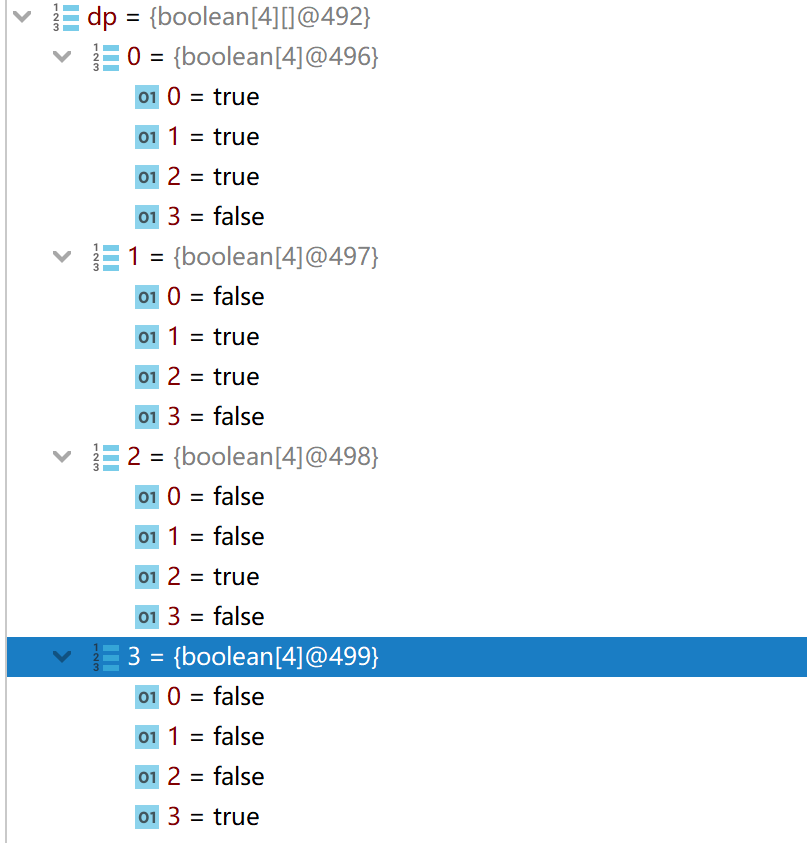 dp = {boolean[4][]@492}
0 = {boolean[4]@496}
01 0 = true
01 1 = true
01 2 = true
01 3 = false
1 = {boolean[4]@497}
01 0 = false
01 1 = true
01 2 = true
01 3 = false
2 = {boolean[4]@498}
01 0 = false
01 1 = false
01 2 = true
01 3 = false
3 = {boolean[4]@499}
01 0 = false
01 1 = false
01 2 = false
01 3 = true